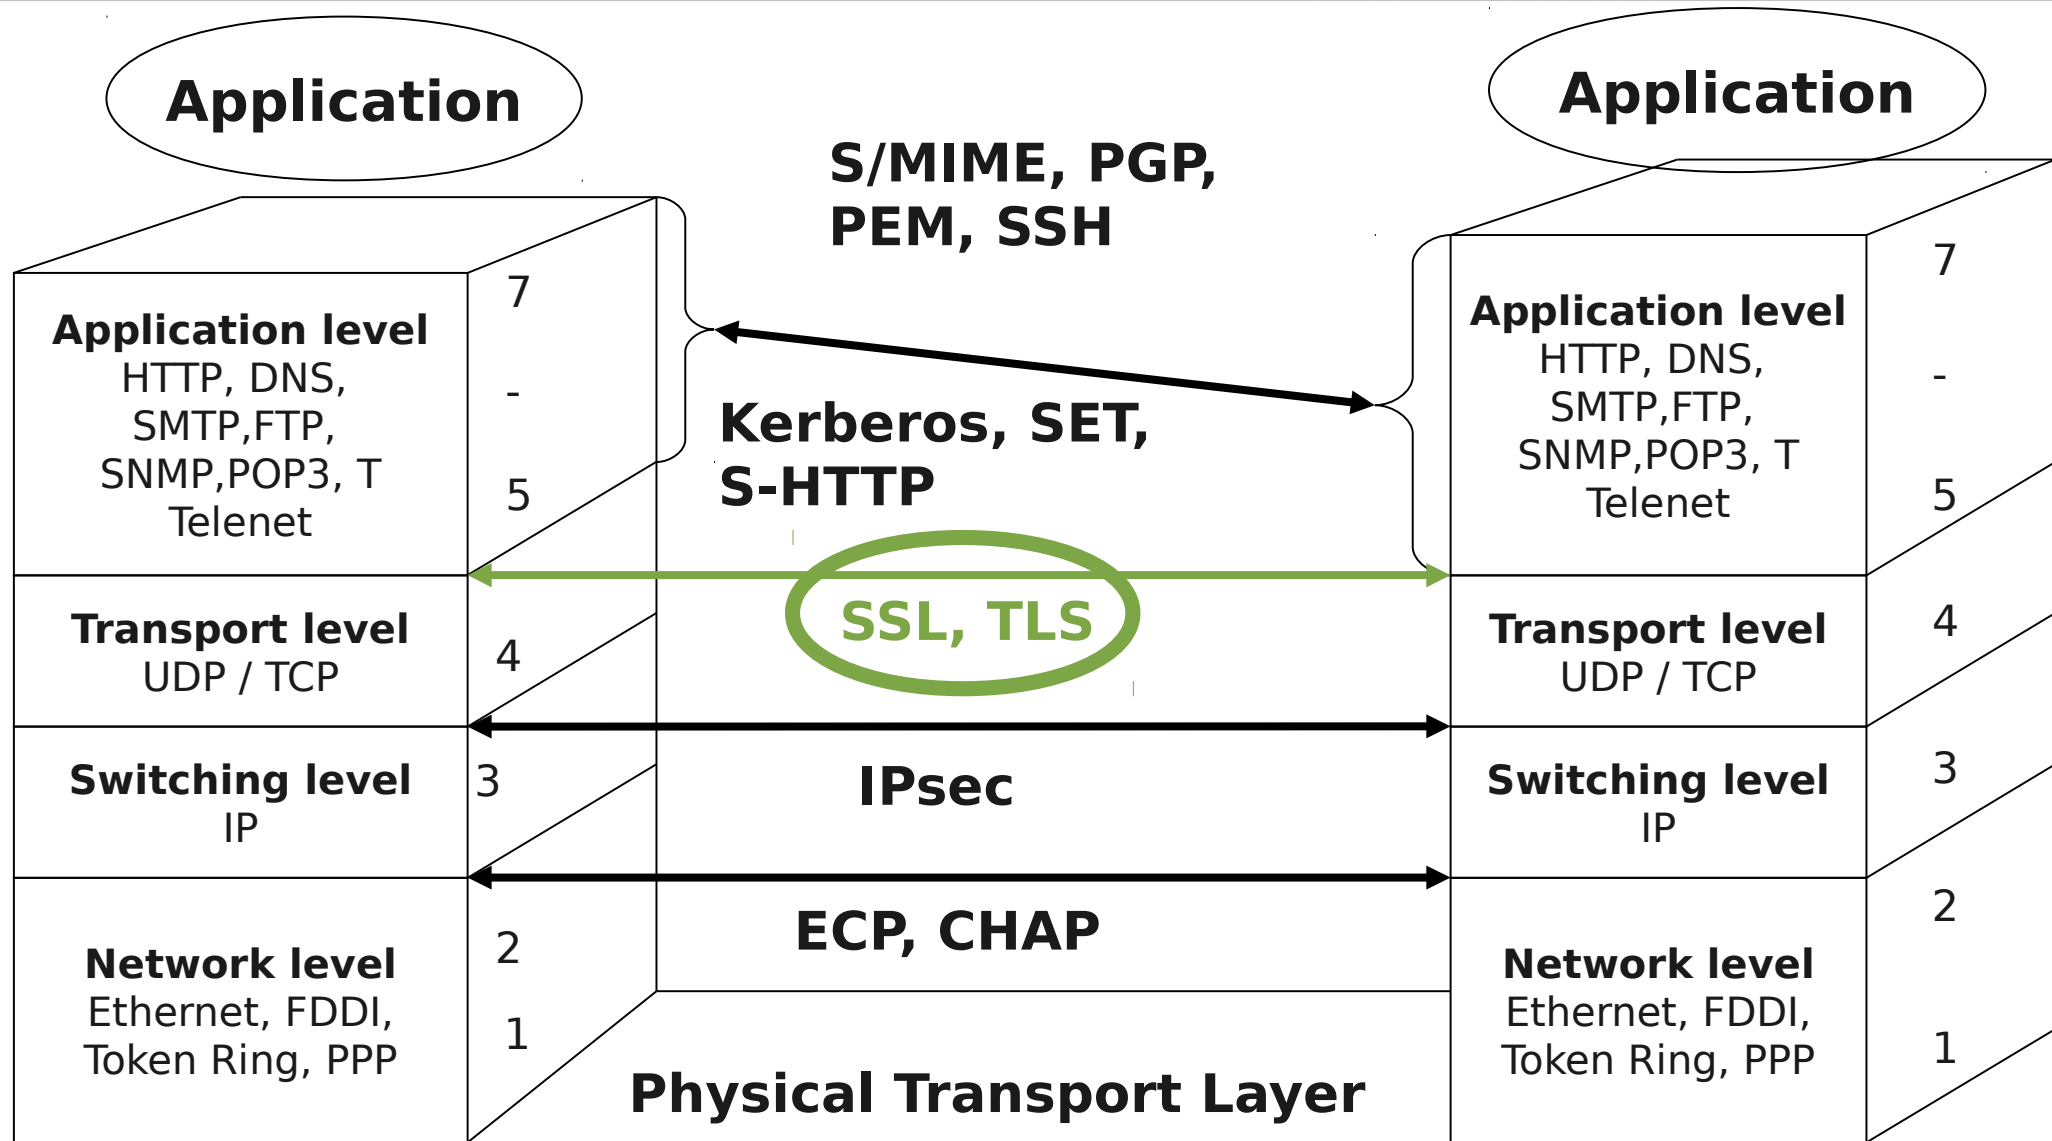 Application
Application
S/MIME, PGP,
PEM, SSH
7
-
5
Application level
HTTP, DNS,
SMTP,FTP,
SNMP,POP3, T
Telenet
Kerberos, SET,
S-HTTP
Application level
HTTP, DNS,
SMTP,FTP,
SNMP,POP3, T
Telenet
7
-
5
SSL, TLS
Transport level
UDP / TCP
4
Transport level
UDP / TCP
4
Switching level
IP
3
IPsec
Switching level
IP
3
ECP, CHAP
Network level
Ethernet, FDDI,
Token Ring, PPP
2
1
Network level
Ethernet, FDDI,
Token Ring, PPP
2
1
Physical Transport Layer